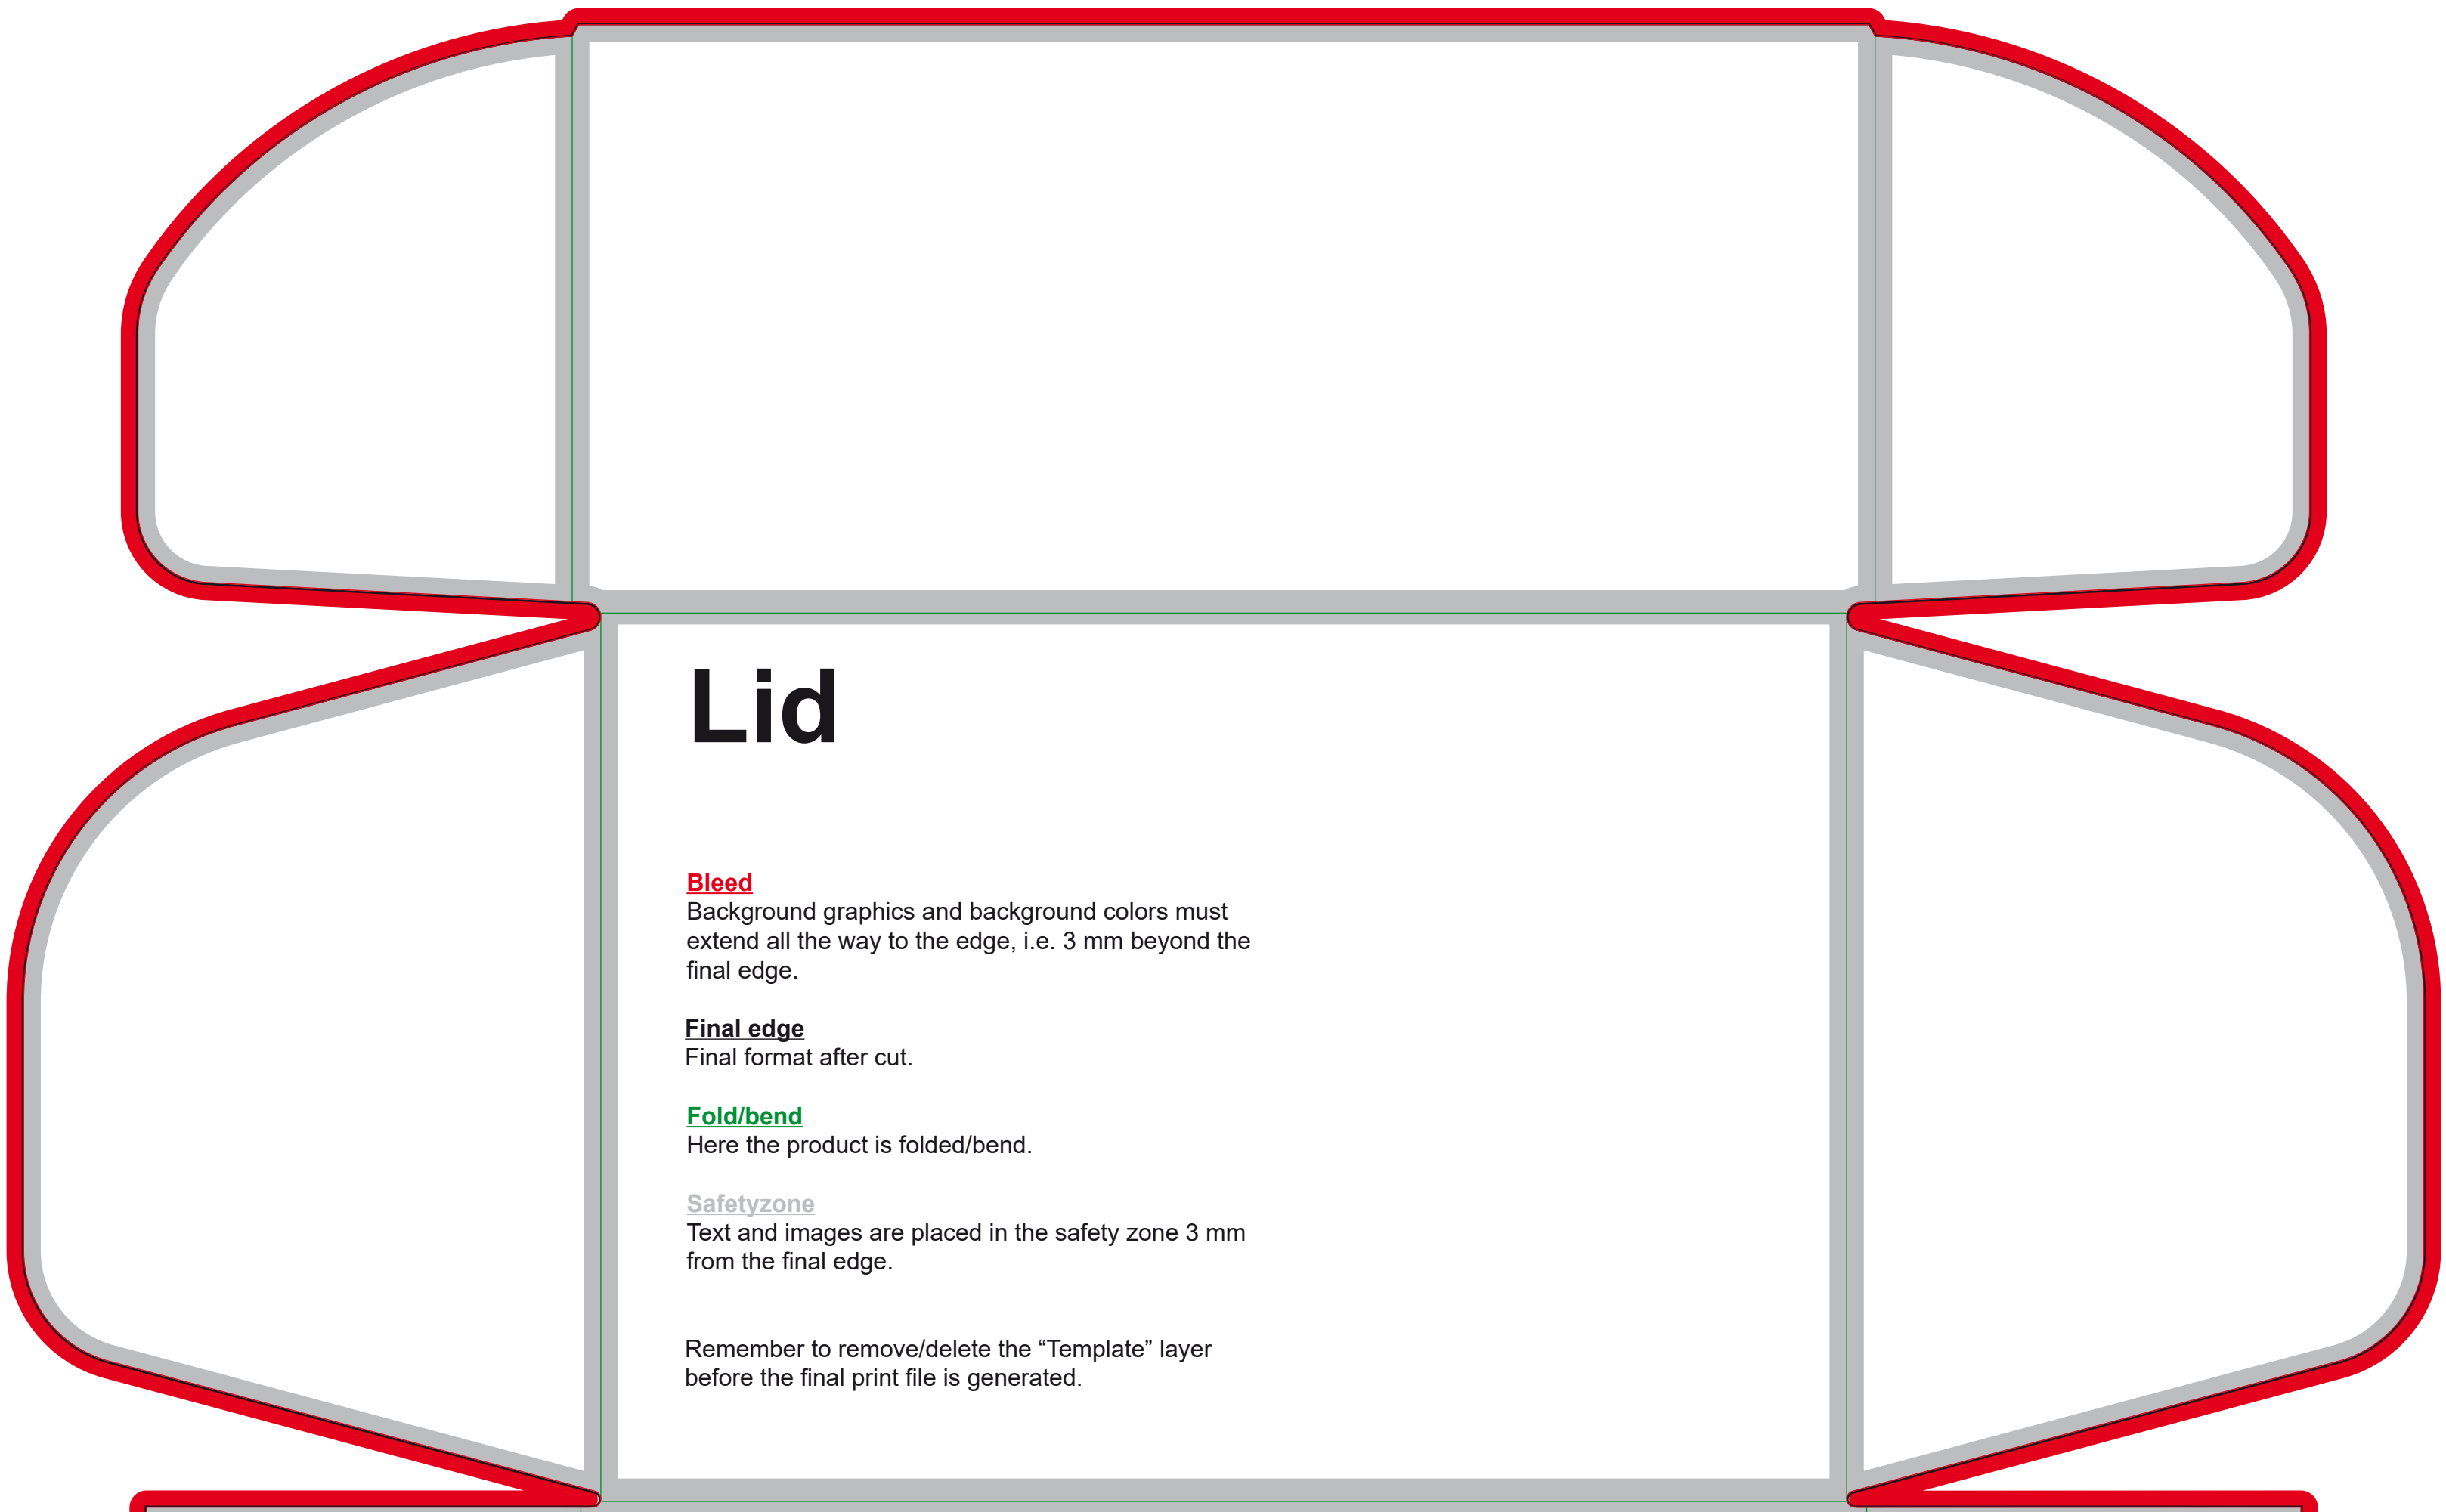 Lid
Bleed
Background graphics and background colors must
extend all the way to the edge, i.e. 3 mm beyond the
final edge.
Final edge
Final format after cut.
Fold/bend
Here the product is folded/bend.
Safetyzone
Text and images are placed in the safety zone 3 mm
from the final edge.
Remember to remove/delete the “Template” layer
before the final print file is generated.